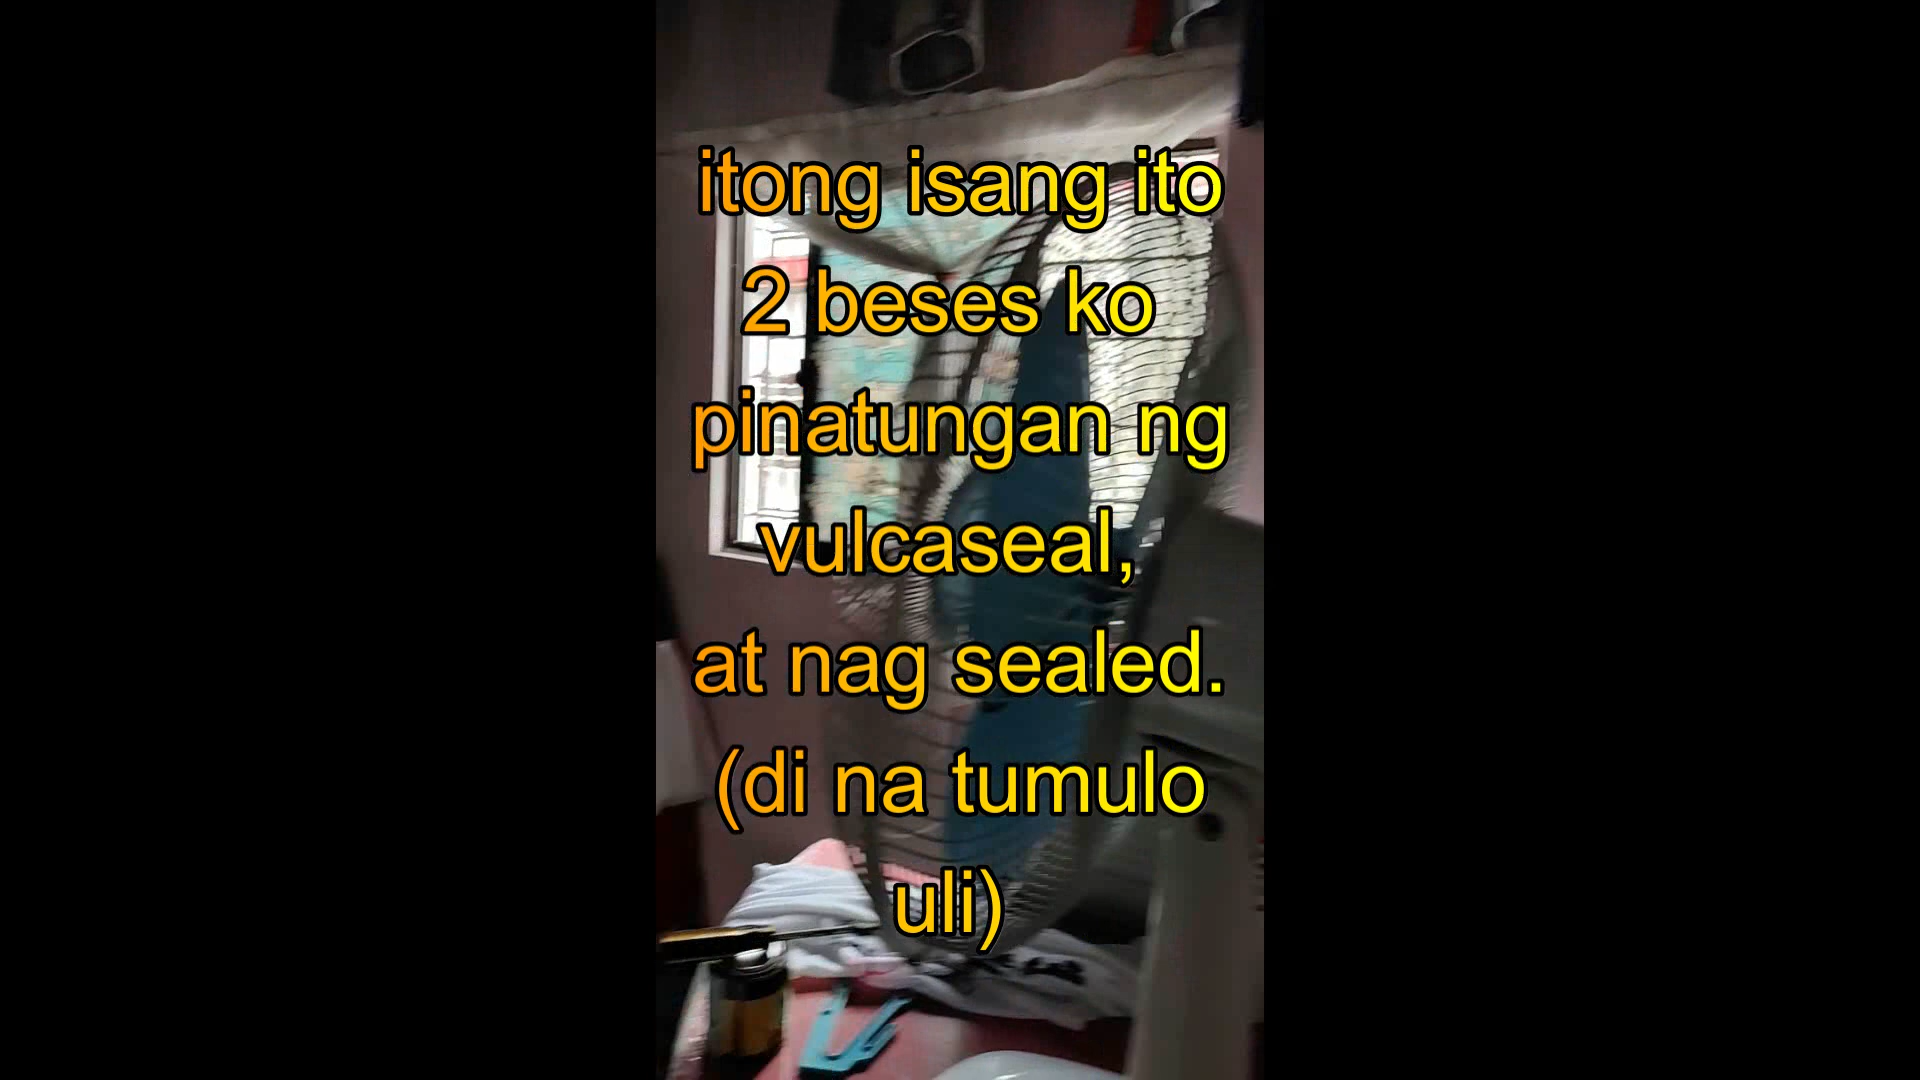 itong isang ito
2 beses ko
pinatungan ng
vulcaseal,
at nag sealed.
(di na tumulo
uli)